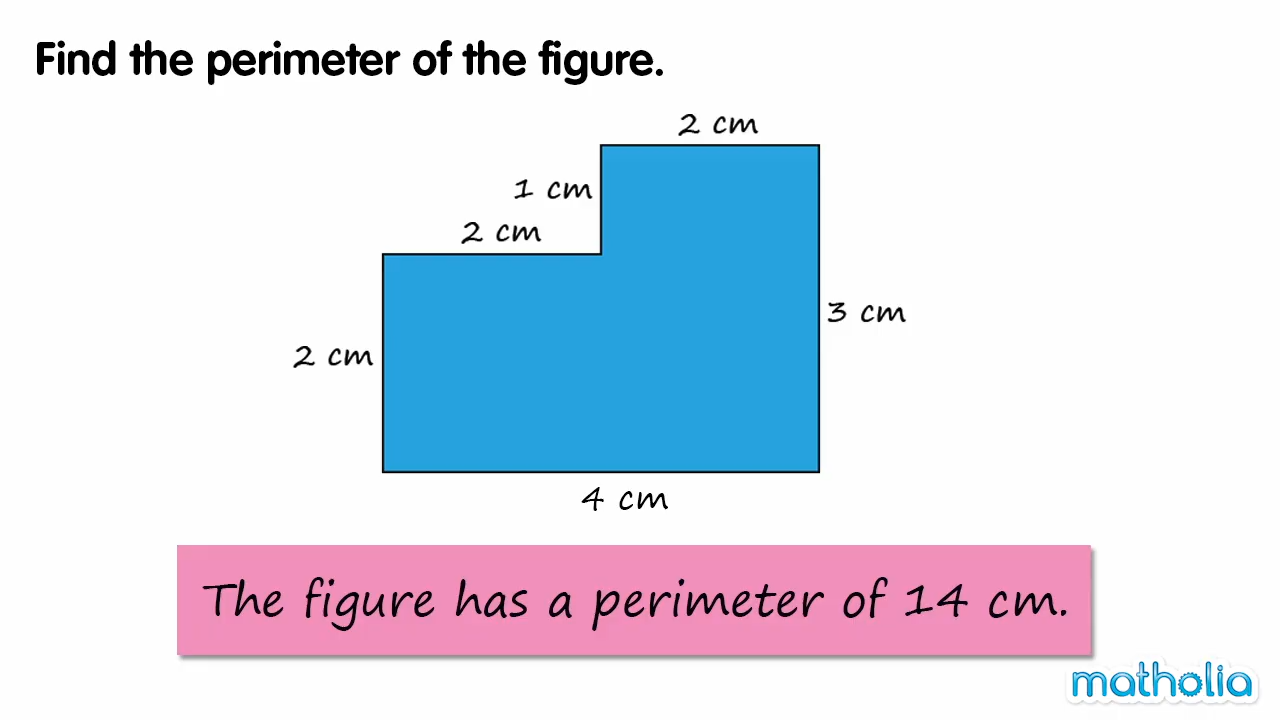 Find the perimeter of the figure.
2 cm
1 cm
2 cm
3 cm
2 cm
4 cm
The figure has a perimeter of 14 cm.
matholia